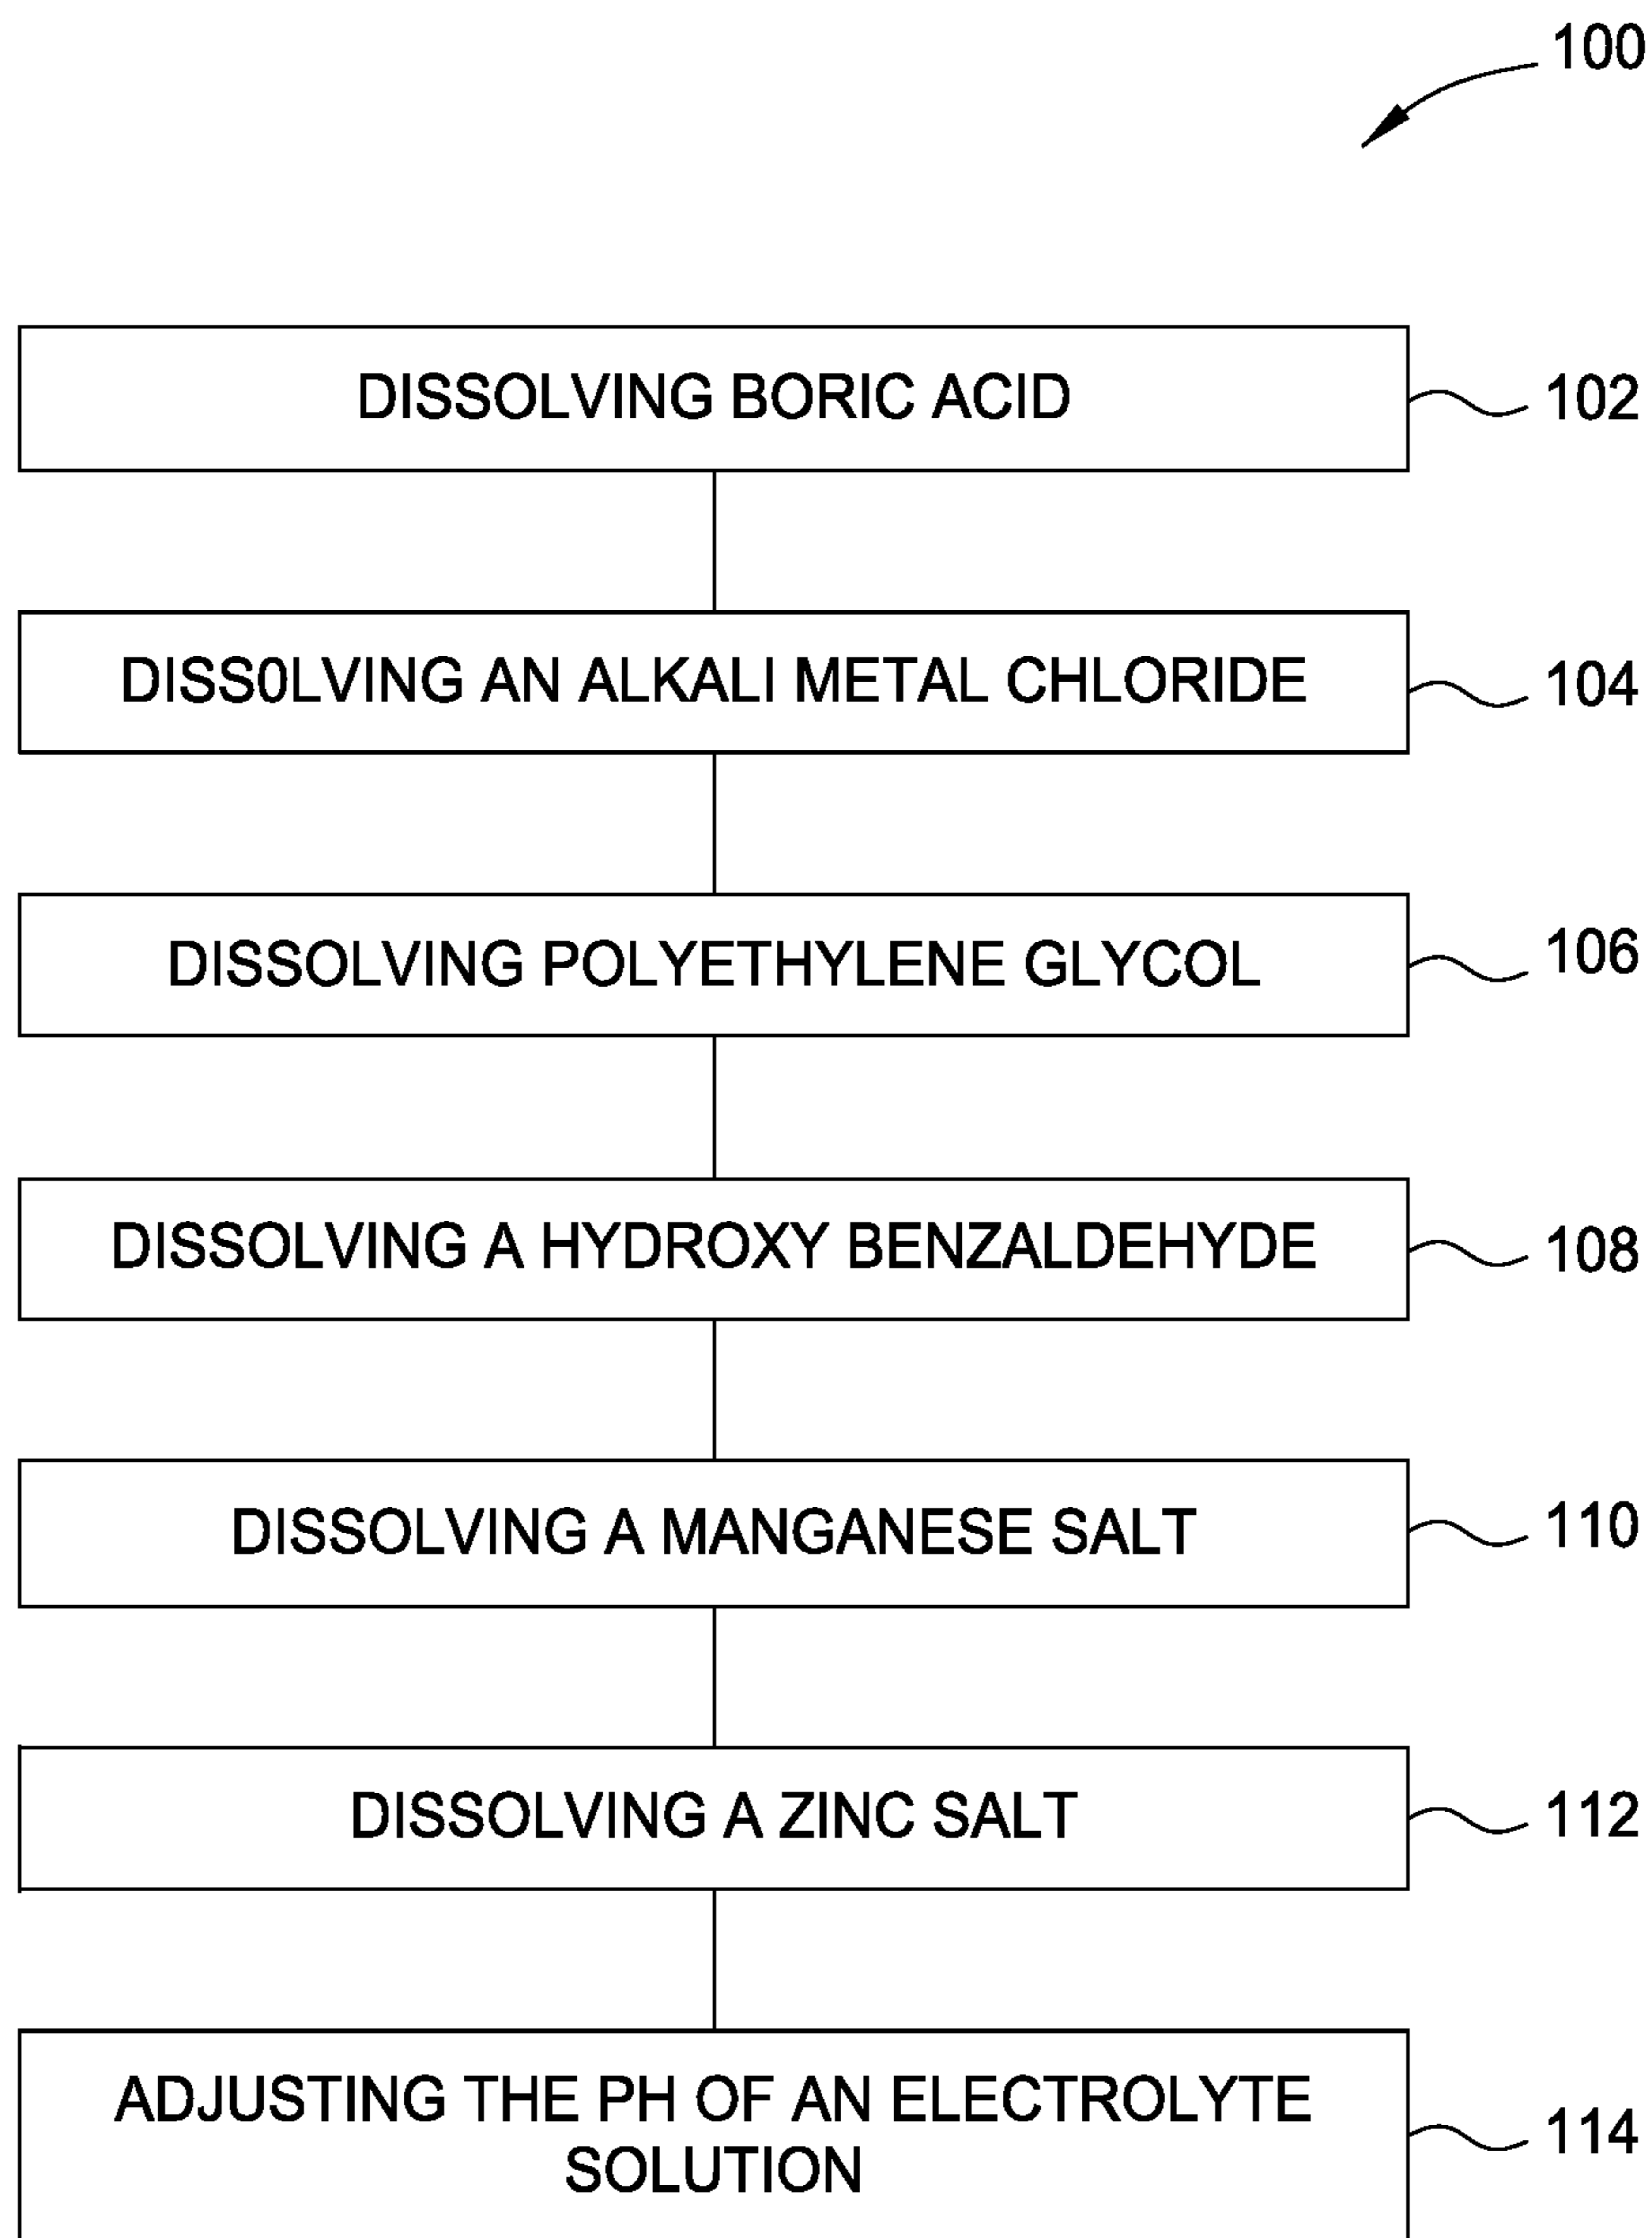 100
DISSOLVING BORIC ACID
102
DISS0LVING AN ALKALI METAL CHLORIDE
104
DISSOLVING POLYETHYLENE GLYCOL
106
DISSOLVING A HYDROXY BENZALDEHYDE
108
DISSOLVING A MANGANESE SALT
110
DISSOLVING A ZINC SALT
112
ADJUSTING THE PH OF AN ELECTROLYTE
SOLUTION
114